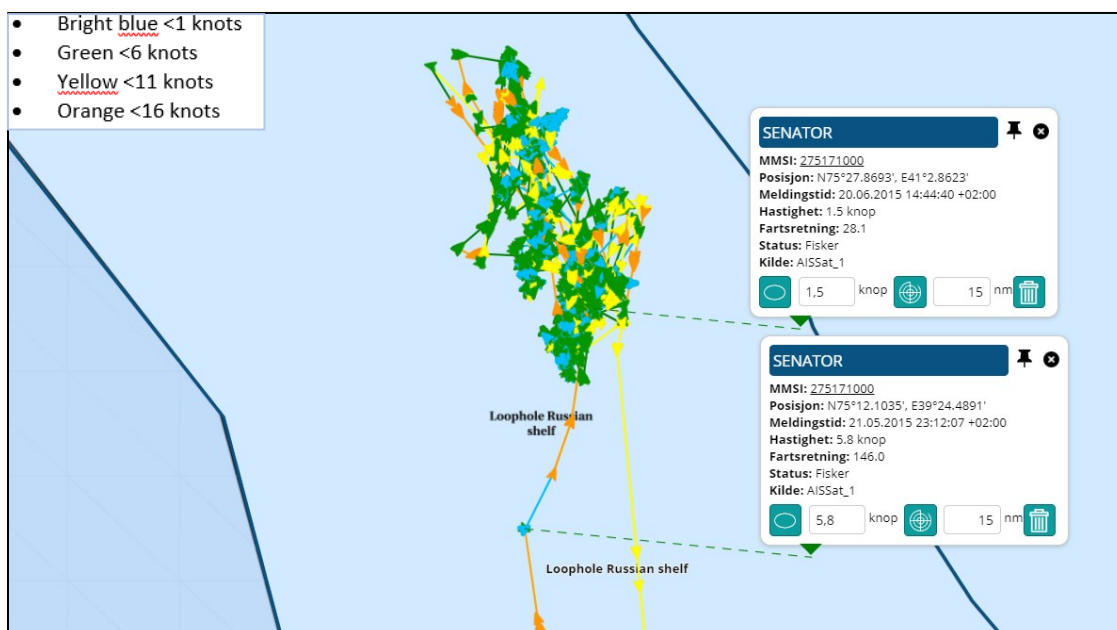 Bright blue <1 knots
Green <6 knots
Yellow <11 knots
Orange <16 knots
SENATOR
MMSI: 275171000
Posisjon: N75°27.8693', E41°2.8623'
Meldingstid: 20.06.2015 14:44:40 +02:00
Hastighet: 1.5 knop
Fartsretning: 28.1
Status: Fisker
Kilde: AISSat_1
1,5 knop 15 nm
SENATOR
MMSI: 275171000
Posisjon: N75°12.1035', E39°24.4891'
Meldingstid: 21.05.2015 23:12:07 +02:00
Hastighet: 5.8 knop
Fartsretning: 146.0
Status: Fisker
Kilde: AISSat_1
5,8 knop 15 nm
Loophole Russian
shelf
Loophole Russian shelf